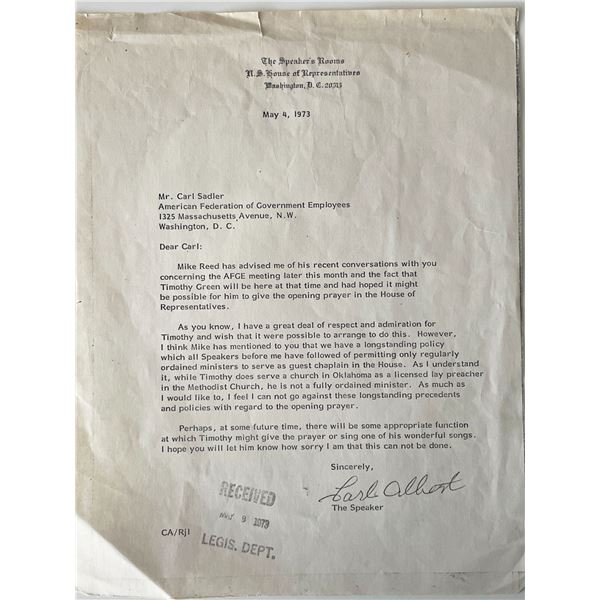 The Speaker's Rooms
U.S. House of Representatives
Washington, D. C. 20515
May 4, 1973
Mr. Carl Sadler
American Federation of Government Employees
1325 Massachusetts Avenue, N.W.
Washington, D. C.
Dear Carl:
Mike Reed has advised me of his recent conversations with you
concerning the AFGE meeting later this month and the fact that
Timothy Green will be here at that time and had hoped it might
be possible for him to give the opening prayer in the House of
Representatives.
As you know, I have a great deal of respect and admiration for
Timothy and wish that it were possible to arrange to do this. However,
I think Mike has mentioned to you that we have a longstanding policy
which all Speakers before me have followed of permitting only regularly
ordained ministers to serve as guest chaplain in the House. As I understand
it, while Timothy does serve a church in Oklahoma as a licensed lay preacher
in the Methodist Church, he is not a fully ordained minister. As much as
I would like to, I feel I can not go against these longstanding precedents
and policies with regard to the opening prayer.
Perhaps, at some future time, there will be some appropriate function
at which Timothy might give the prayer or sing one of his wonderful songs.
I hope you will let him know how sorry I am that this can not be done.
Sincerely,
Carl Albert
The Speaker
RECEIVED
MAY 9 1973
LEGIS. DEPT.
CA/Rjl